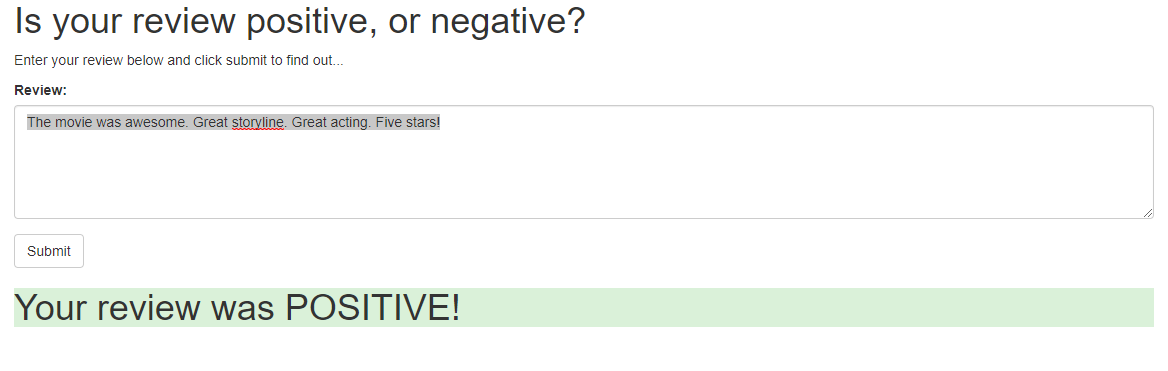 Is your review positive, or negative?
Enter your review below and click submit to find out...
Review:
The movie was awesome. Great storyline. Great acting. Five stars!
Submit
Your review was POSITIVE!